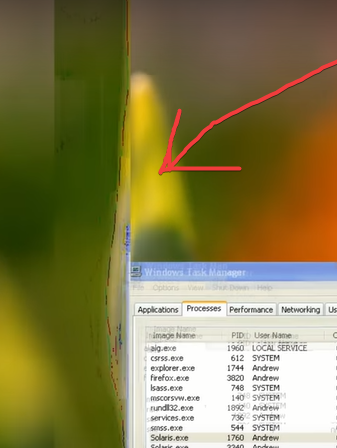 Windows Task Manager
File Options View Shut Down Help
Applications Processes Performance Networking Us
Image Name PID User Name
alg.exe 1960 LOCAL SERVICE
csrss.exe 612 SYSTEM
explorer.exe 1744 Andrew
firefox.exe 3820 Andrew
lsass.exe 748 SYSTEM
mscorsvw.exe 140 SYSTEM
rundll32.exe 1892 Andrew
services.exe 736 SYSTEM
smss.exe 544 SYSTEM
Solaris.exe 1760 Andrew
Solaris.exe 3340 Andrew